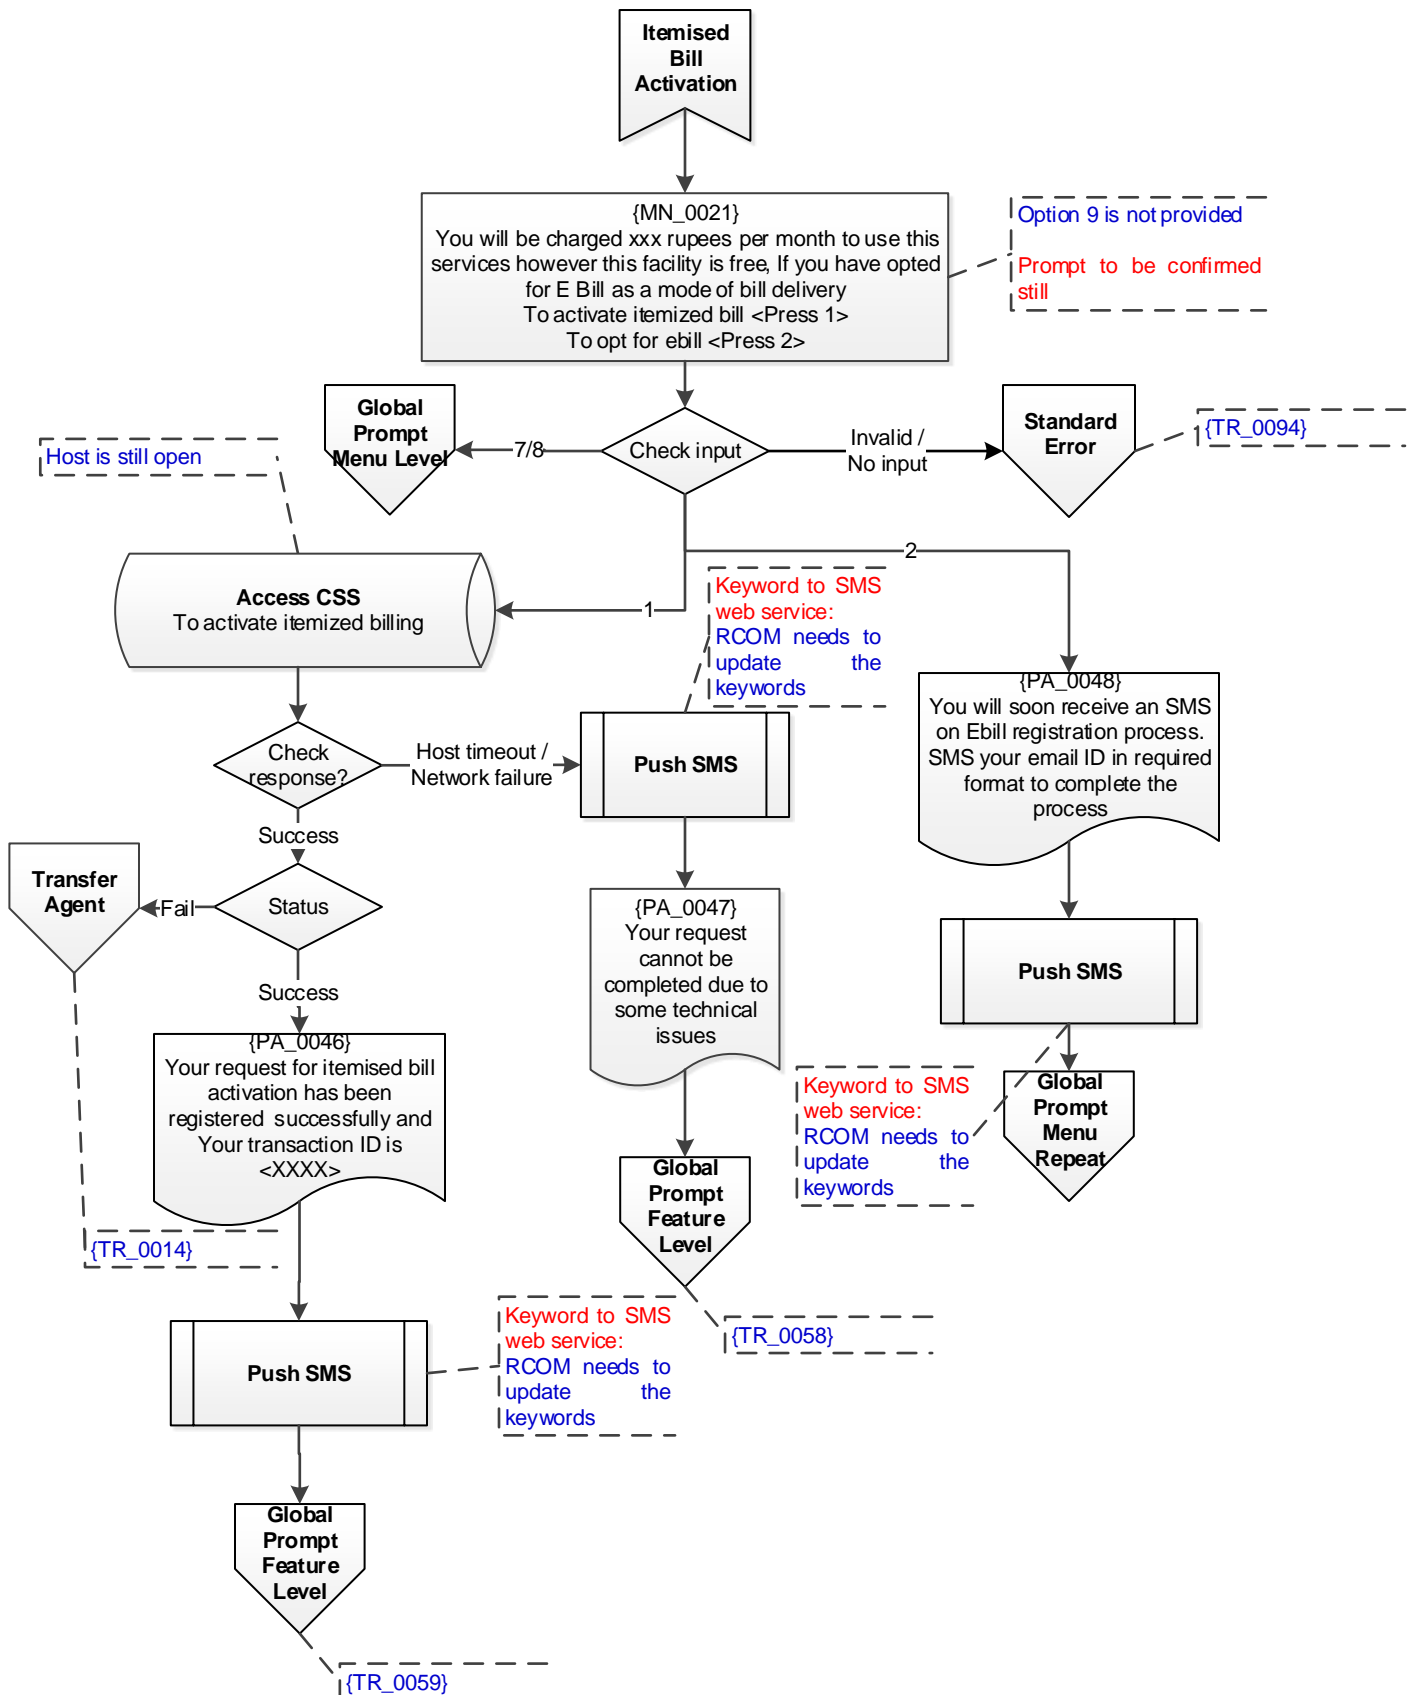 Itemised
Bill
Activation
{MN_0021}
You will be charged xxx rupees per month to use this
services however this facility is free, If you have opted
for E Bill as a mode of bill delivery
To activate itemized bill <Press 1>
To opt for ebill <Press 2>
Option 9 is not provided
Prompt to be confirmed
still
Global
Prompt
Menu Level
7/8
Check input
Invalid /
No input
Standard
Error
{TR_0094}
Host is still open
2
Access CSS
To activate itemized billing
1
Keyword to SMS
web service:
RCOM needs to
update the
keywords
{PA_0048}
You will soon receive an SMS
on Ebill registration process.
SMS your email ID in required
format to complete the
process
Check
response?
Host timeout /
Network failure
Push SMS
Success
Transfer
Agent
Fail
Status
{PA_0047}
Your request
cannot be
completed due to
some technical
issues
Push SMS
Success
{PA_0046}
Your request for itemised bill
activation has been
registered successfully and
Your transaction ID is
<XXXX>
Keyword to SMS
web service:
RCOM needs to
update the
keywords
Global
Prompt
Menu
Repeat
Global
Prompt
Feature
Level
{TR_0014}
{TR_0058}
Push SMS
Keyword to SMS
web service:
RCOM needs to
update the
keywords
Global
Prompt
Feature
Level
{TR_0059}